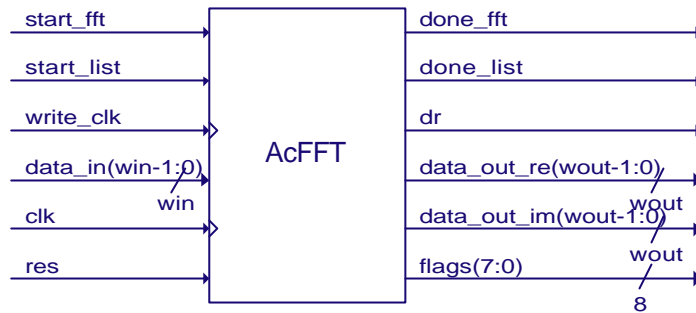 start_fft
start_list
write_clk
data_in(win-1:0)
win
clk
res
AcFFT
done_fft
done_list
dr
data_out_re(wout-1:0)
wout
data_out_im(wout-1:0)
wout
flags(7:0)
8